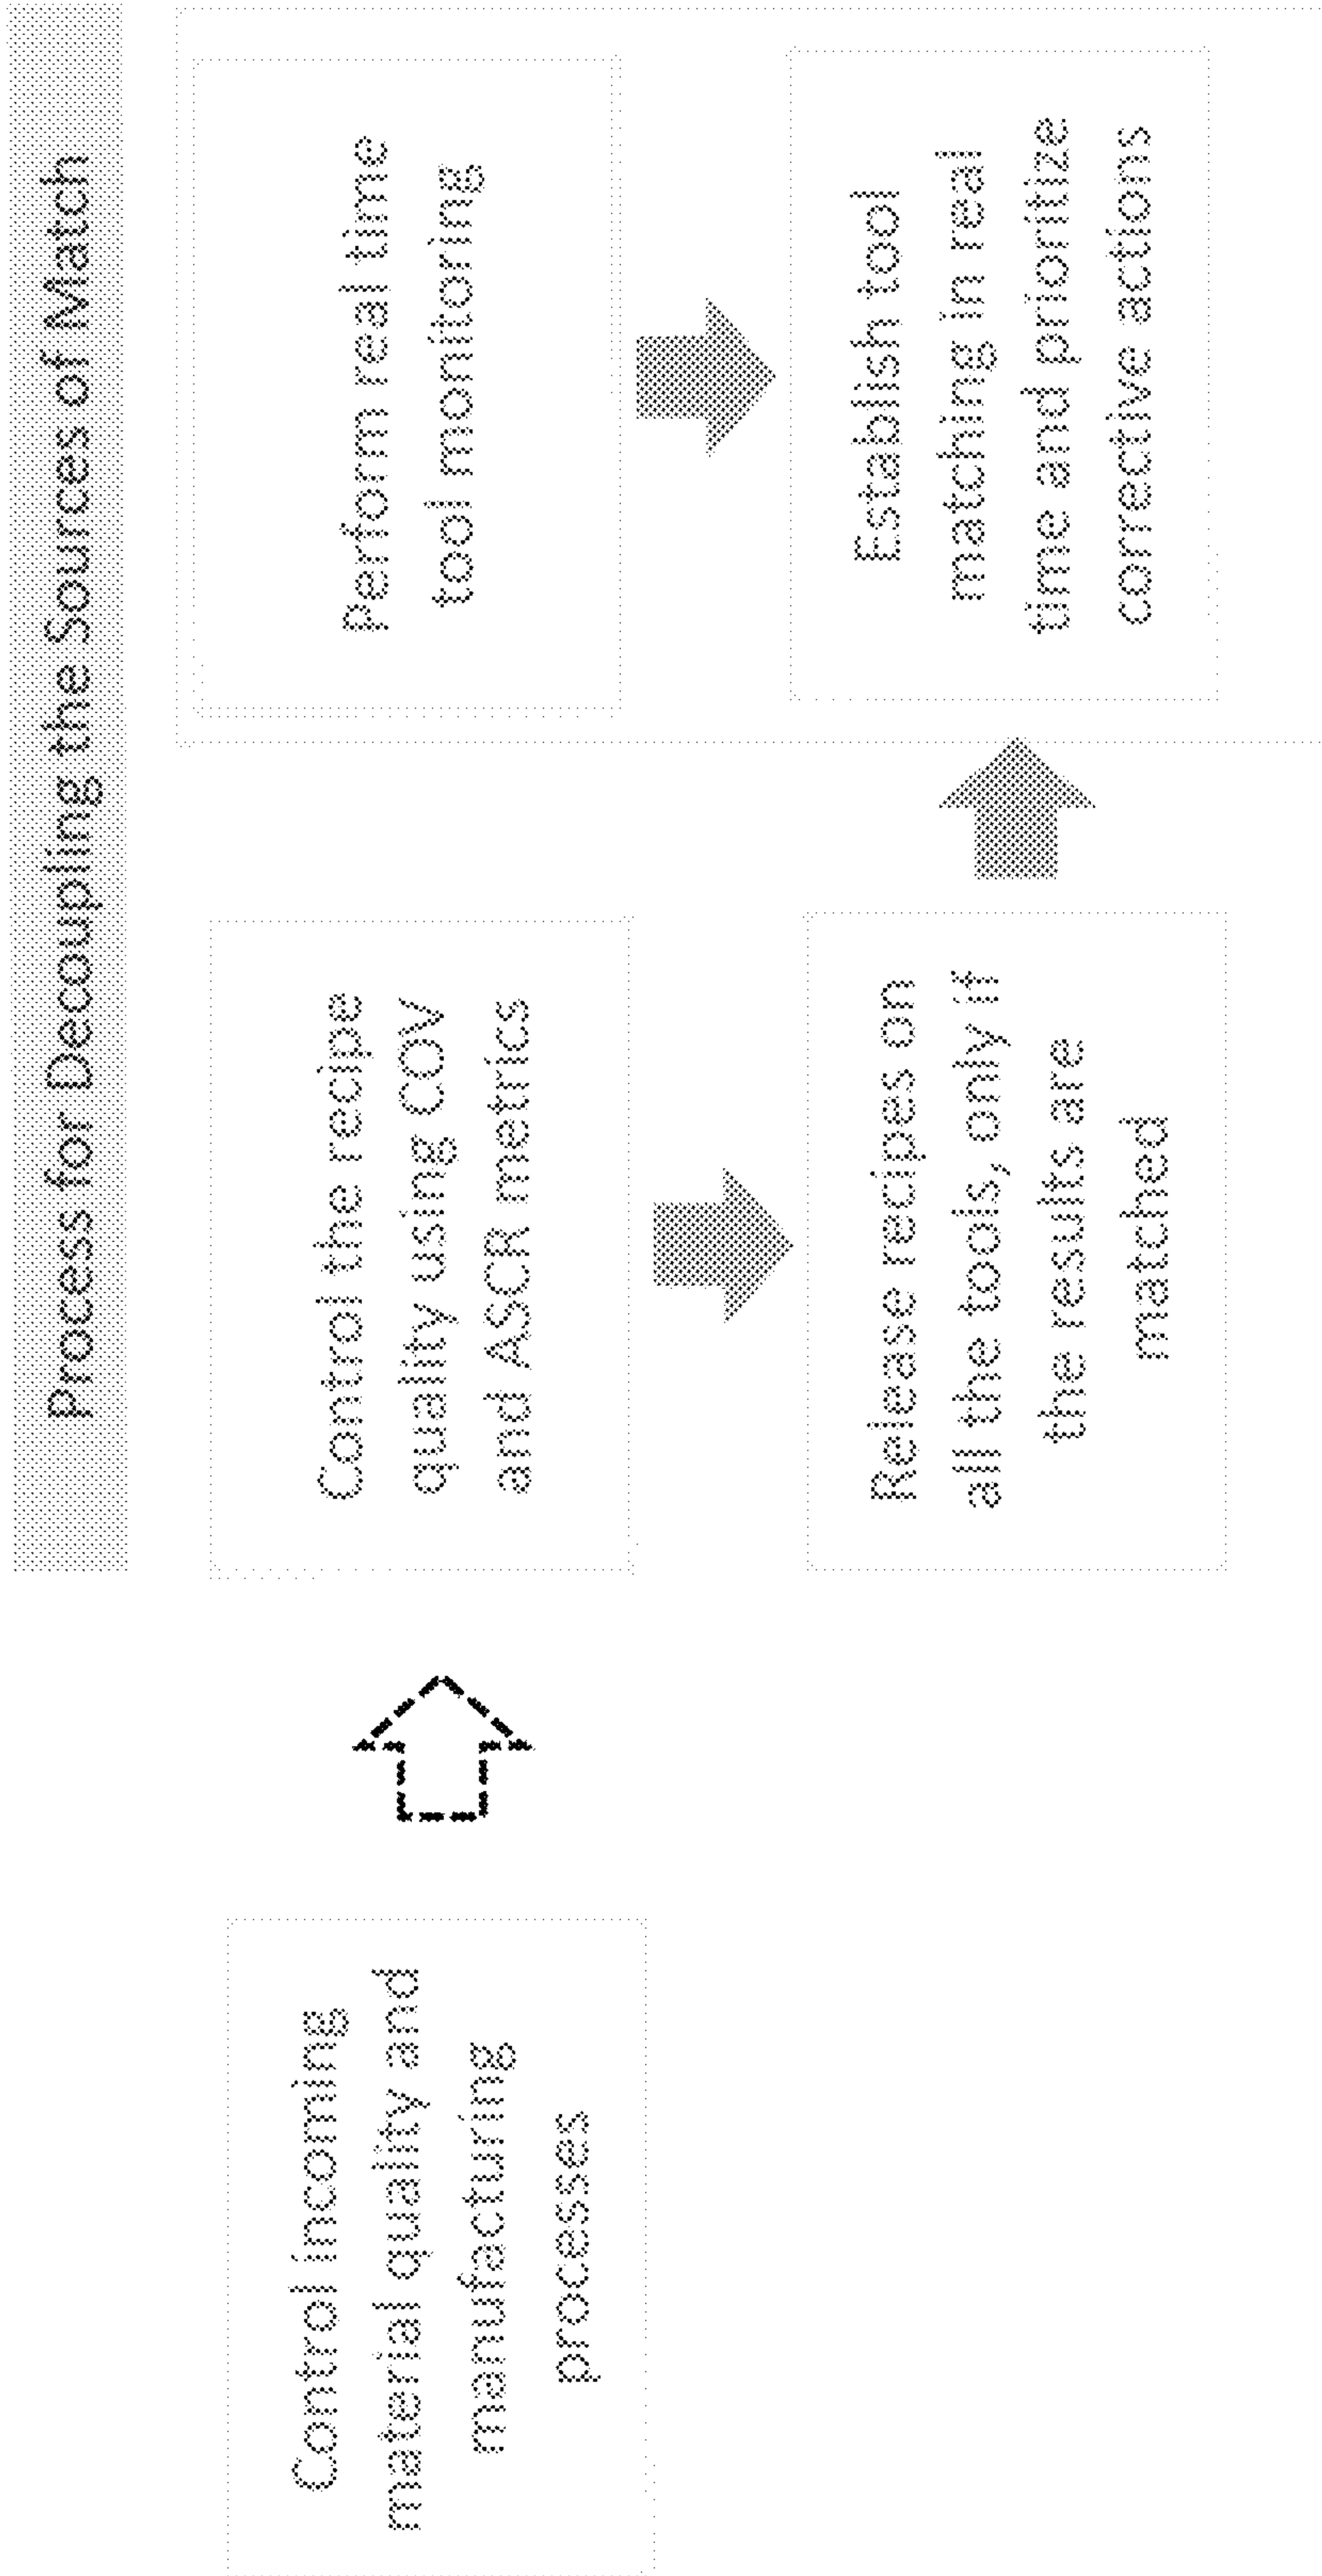 Process for Decoupling the Sources of Match
Control incoming
material quality and
manufacturing
processes
Control the recipe
quality using COV
and ASCR metrics
Release recipes on
all the tools, only if
the results are
matched
Perform real time
tool monitoring
Establish tool
matching in real
time and prioritize
corrective actions